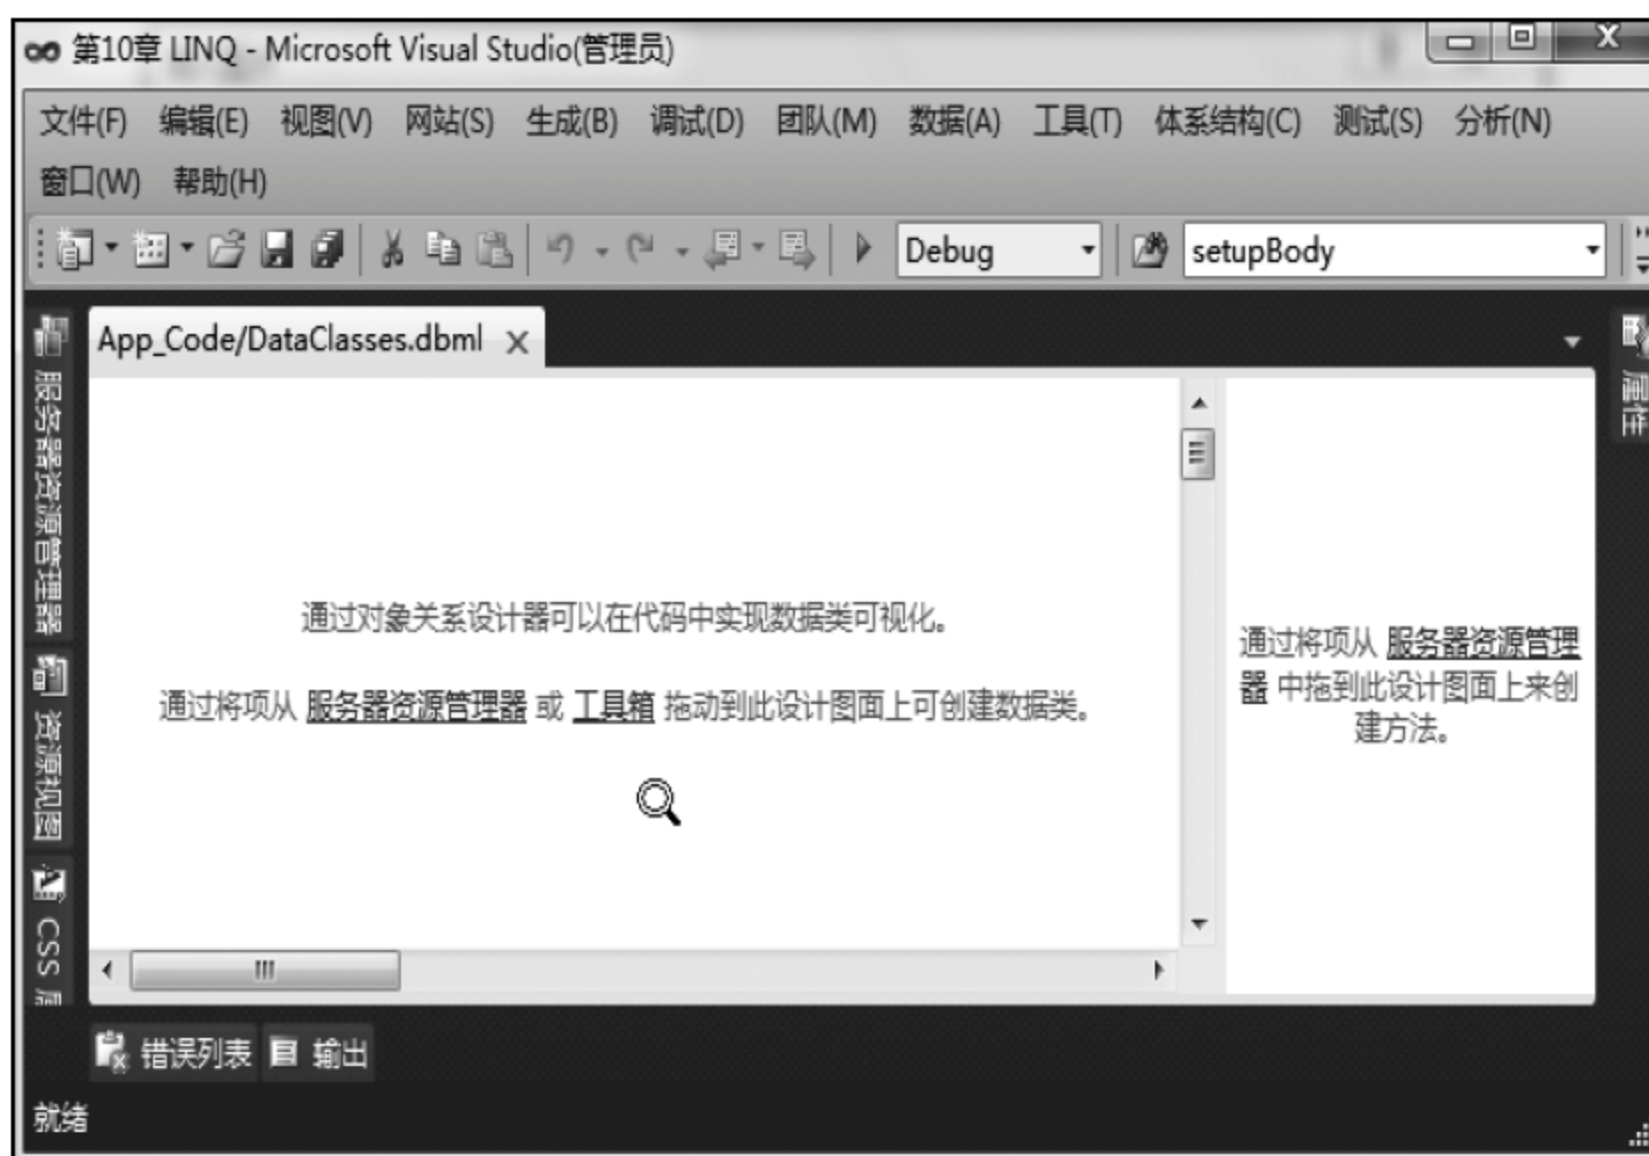 第10章 LINQ - Microsoft Visual Studio(管理员)
文件(F) 编辑(E) 视图(V) 网站(S) 生成(B) 调试(D) 团队(M) 数据(A) 工具(T) 体系结构(C) 测试(S) 分析(N)
窗口(W) 帮助(H)
Debug setupBody
App_Code/DataClasses.dbml
服务器资源管理器
资源视图
CSS 属
属性
通过对象关系设计器可以在代码中实现数据类可视化。
通过将项从 服务器资源管理器 或 工具箱 拖动到此设计图面上可创建数据类。
通过将项从 服务器资源管理
器 中拖到此设计图面上来创
建方法。
错误列表 输出
就绪